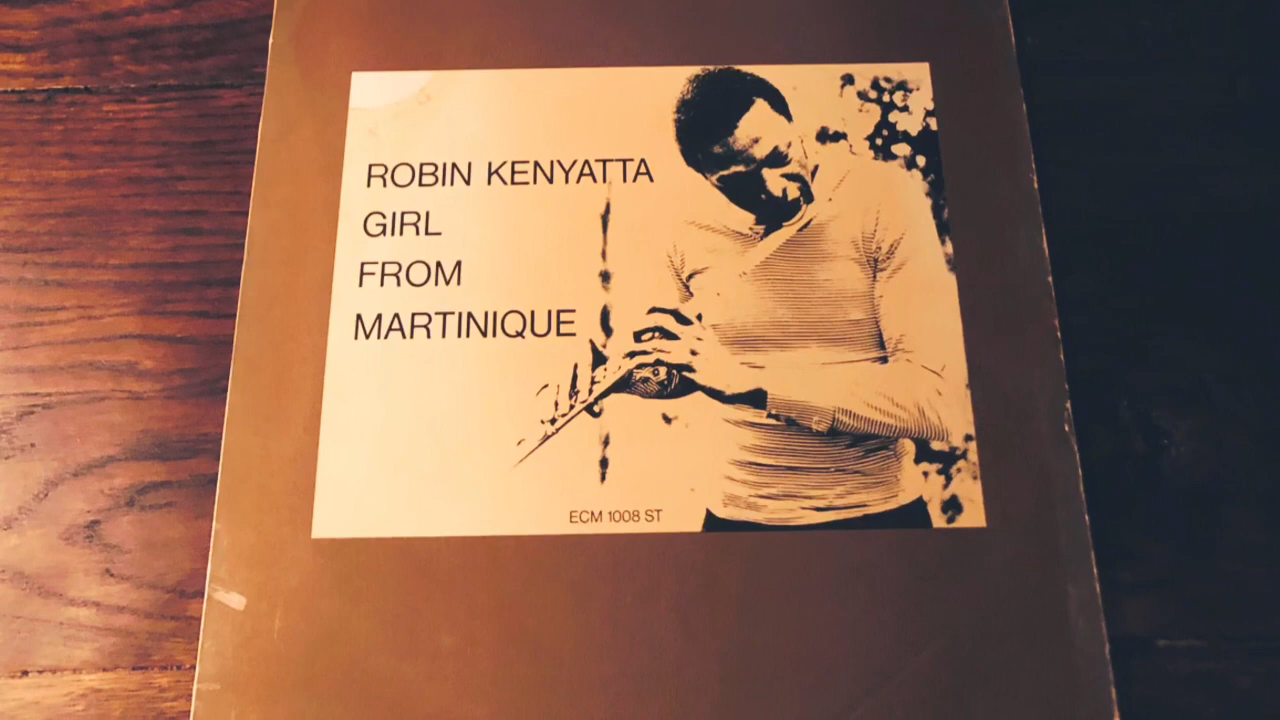 ROBIN KENYATTA
GIRL
FROM
MARTINIQUE
ECM 1008 ST